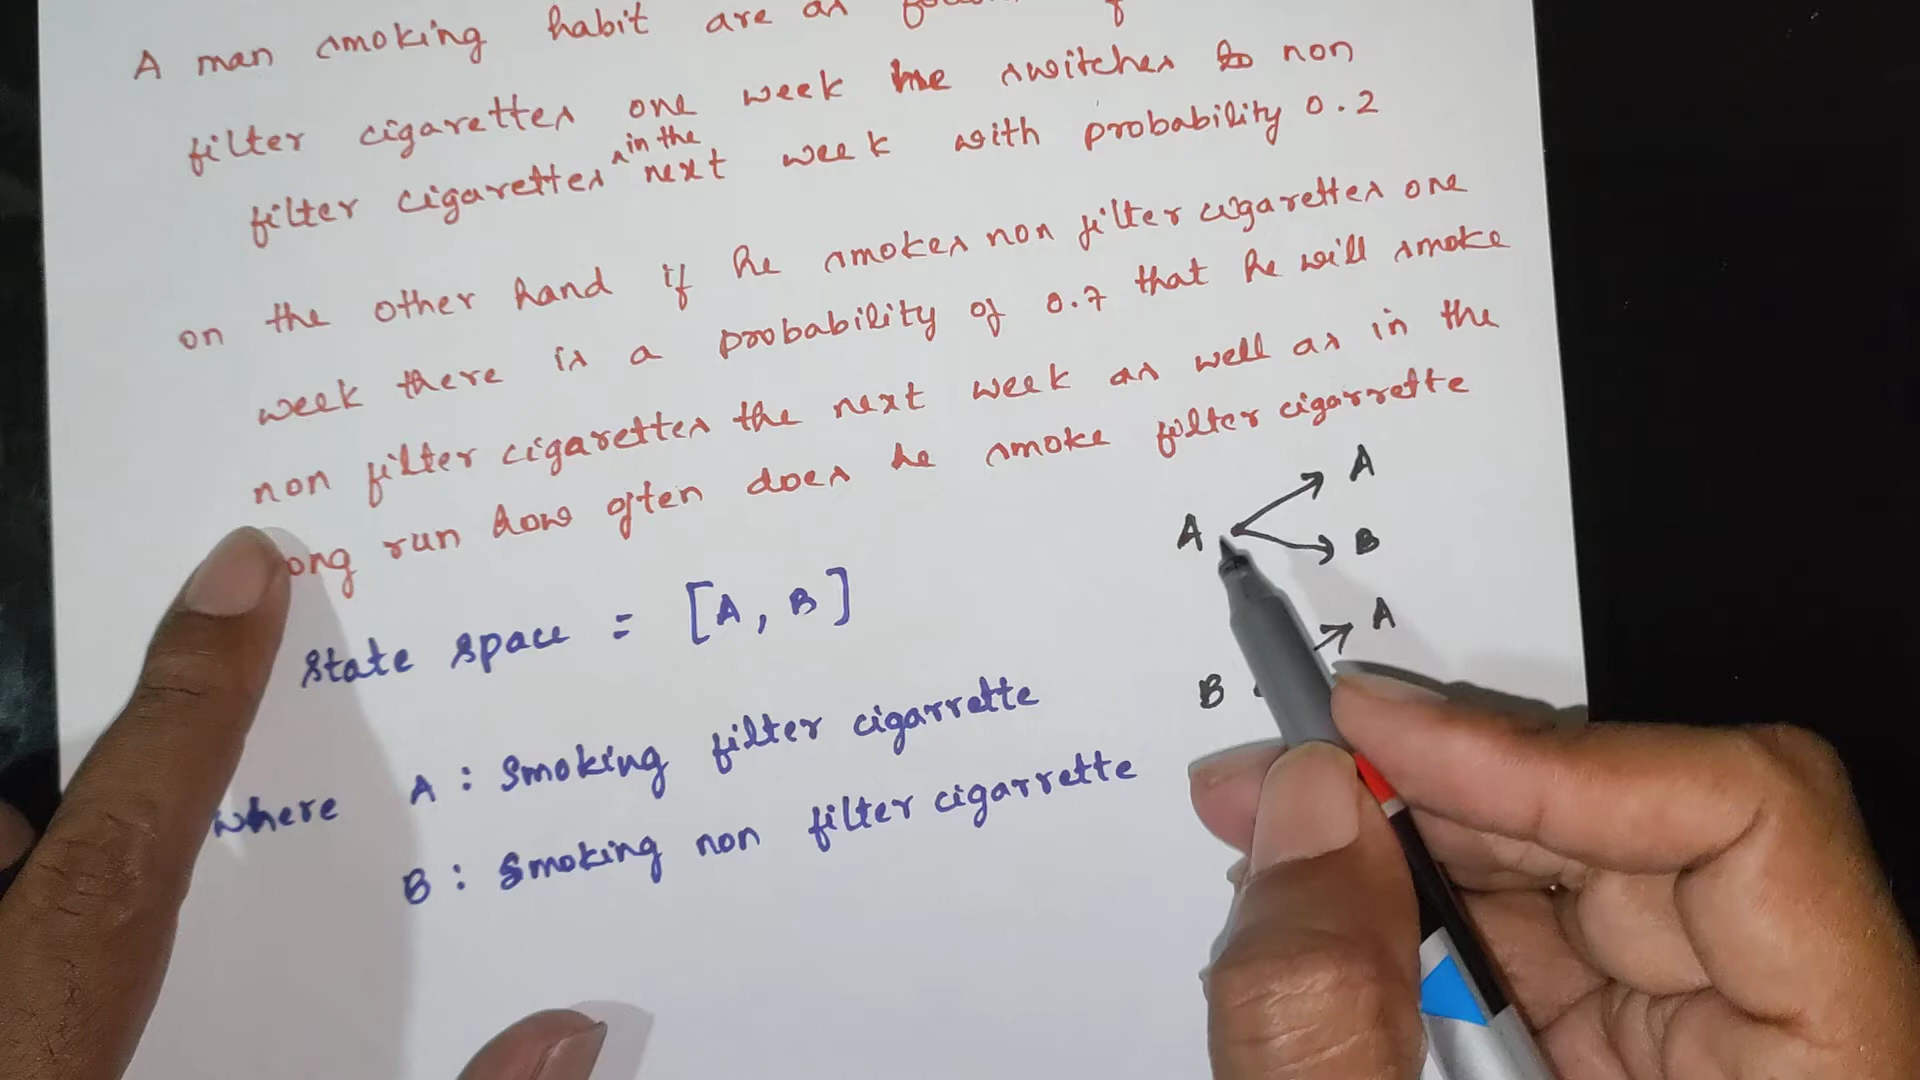 A man smoking habit are as
filter cigarettes one week he switches to non
filter cigarettes in the next week with probability 0.2
on the other hand if he smokes non filter cigarettes one
week there is a probability of 0.7 that he will smoke
non filter cigarettes the next week as well as in the
ong run how often does he smoke filter cigarrette
State space = [A, B]
where A : Smoking filter cigarrette
B : Smoking non filter cigarrette
A
A
B
A
B